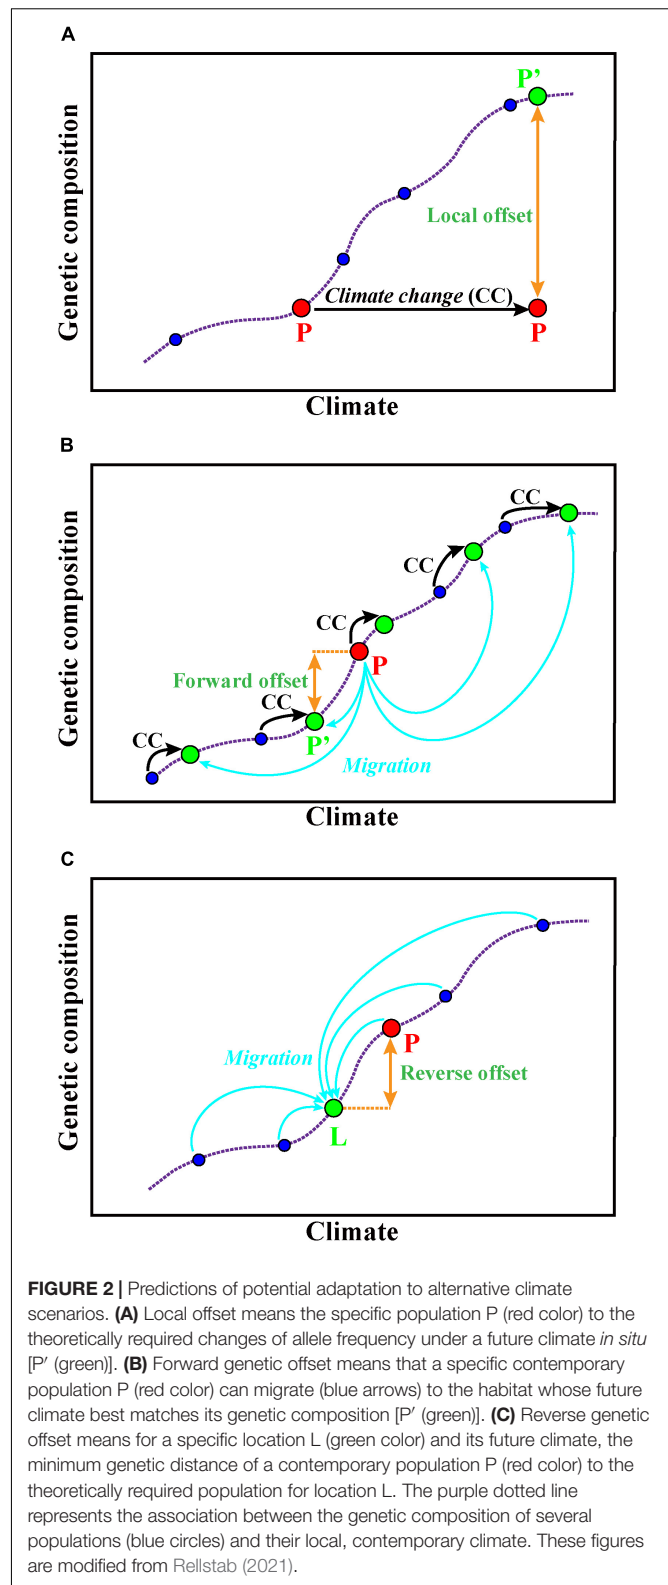 A
P'
Genetic composition
Local offset
Climate change (CC)
P
P
Climate
B
CC
CC
CC
Genetic composition
P
Forward offset
CC
P'
CC
Migration
Climate
C
Genetic composition
P
Migration
Reverse offset
L
Climate
FIGURE 2 | Predictions of potential adaptation to alternative climate
scenarios. (A) Local offset means the specific population P (red color) to the
theoretically required changes of allele frequency under a future climate in situ
[P′ (green)]. (B) Forward genetic offset means that a specific contemporary
population P (red color) can migrate (blue arrows) to the habitat whose future
climate best matches its genetic composition [P′ (green)]. (C) Reverse genetic
offset means for a specific location L (green color) and its future climate, the
minimum genetic distance of a contemporary population P (red color) to the
theoretically required population for location L. The purple dotted line
represents the association between the genetic composition of several
populations (blue circles) and their local, contemporary climate. These figures
are modified from Rellstab (2021).